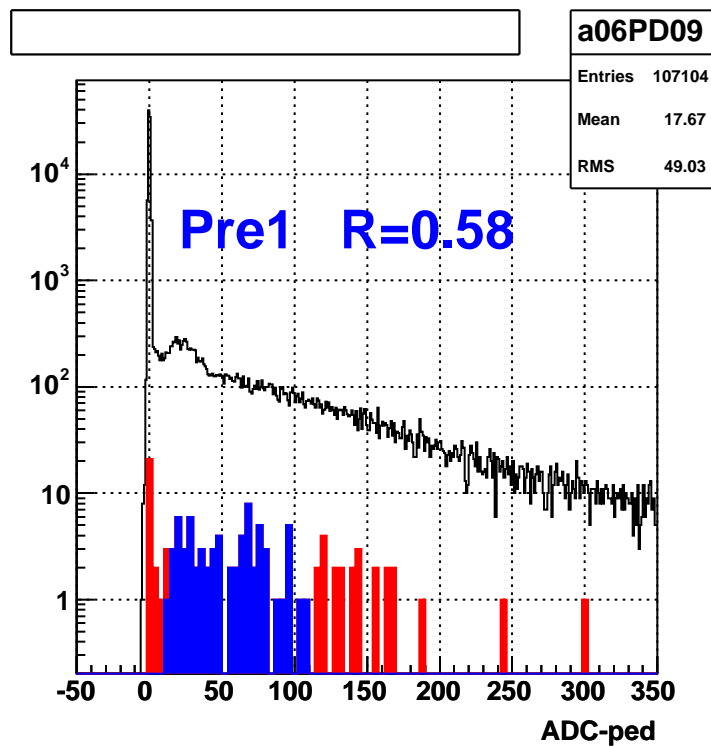 a06PD09
Entries 107104
Mean 17.67
RMS 49.03
Pre1 R=0.58
10^4
10^3
10^2
10
1
-50 0 50 100 150 200 250 300 350
ADC-ped